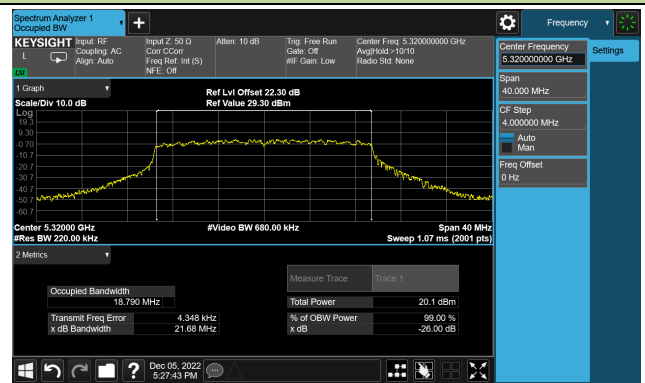 Spectrum Analyzer 1
Occupied BW
Frequency
KEYSIGHT
L
Input: RF
Coupling: AC
Align: Auto
Input Z: 50 Ω
Corr CCorr
Freq Ref: Int (S)
NFE: Off
Atten: 10 dB
Trig: Free Run
Gate: Off
#IF Gain: Low
Center Freq: 5.320000000 GHz
Avg|Hold:>10/10
Radio Std: None
Center Frequency
5.320000000 GHz
Settings
Span
40.000 MHz
CF Step
4.000000 MHz
Auto
Man
Freq Offset
0 Hz
1 Graph
Scale/Div 10.0 dB
Ref Lvl Offset 22.30 dB
Ref Value 29.30 dBm
Log
19.3
9.30
-0.70
-10.7
-20.7
-30.7
-40.7
-50.7
-60.7
Center 5.32000 GHz
#Res BW 220.00 kHz
#Video BW 680.00 kHz
Span 40 MHz
Sweep 1.07 ms (2001 pts)
2 Metrics
Measure Trace
Trace 1
Occupied Bandwidth
18.790 MHz
Total Power
20.1 dBm
Transmit Freq Error
4.348 kHz
% of OBW Power
99.00 %
x dB Bandwidth
21.68 MHz
x dB
-26.00 dB
?
Dec 05, 2022
5:27:43 PM